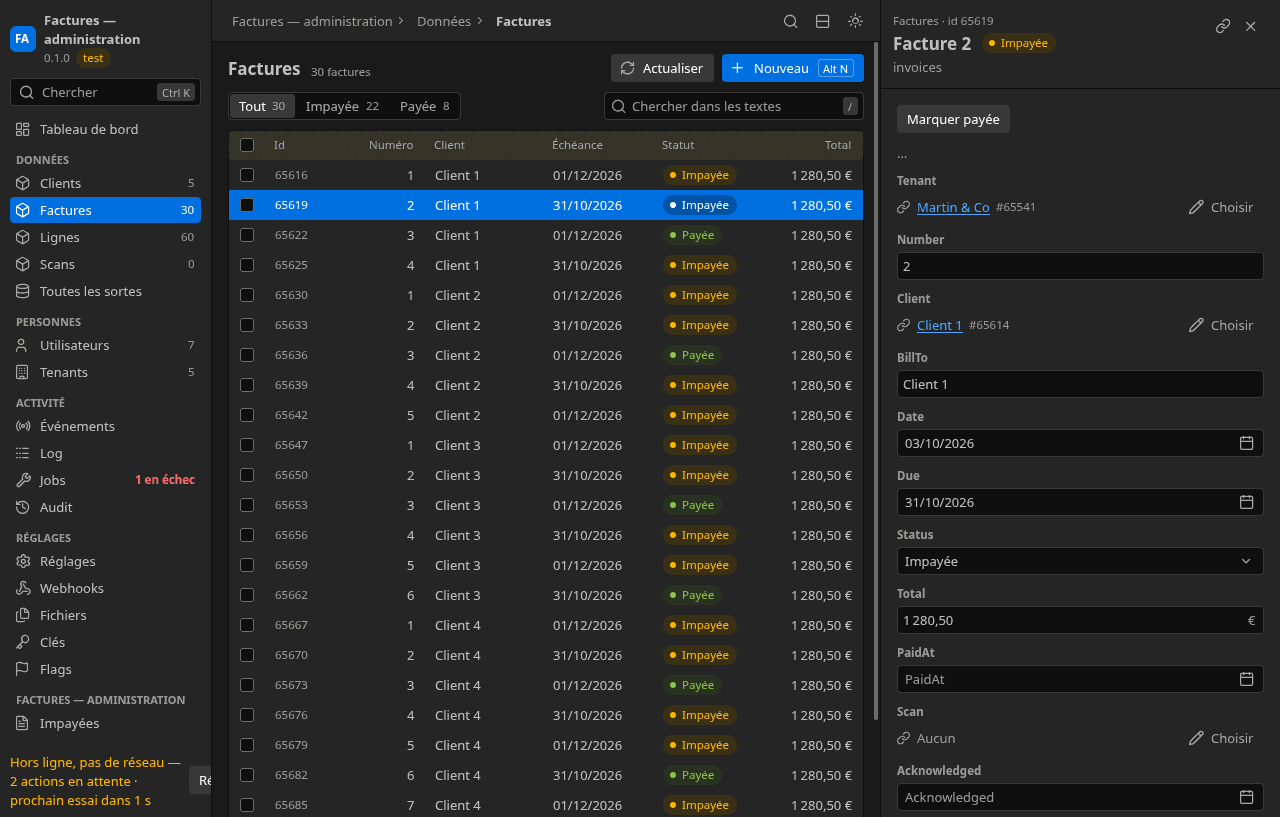 FA
Factures —
administration
0.1.0 test
Chercher Ctrl K
Tableau de bord
DONNÉES
Clients 5
Factures 30
Lignes 60
Scans 0
Toutes les sortes
PERSONNES
Utilisateurs 7
Tenants 5
ACTIVITÉ
Événements
Log
Jobs 1 en échec
Audit
RÉGLAGES
Réglages
Webhooks
Fichiers
Clés
Flags
FACTURES — ADMINISTRATION
Impayées
Hors ligne, pas de réseau —
2 actions en attente ·
prochain essai dans 1 s
Ré
Factures — administration Données Factures
Factures 30 factures
Actualiser
Nouveau Alt N
Tout 30 Impayée 22 Payée 8
Chercher dans les textes /
Id Numéro Client Échéance Statut Total
65616 1 Client 1 01/12/2026 Impayée 1 280,50 €
65619 2 Client 1 31/10/2026 Impayée 1 280,50 €
65622 3 Client 1 01/12/2026 Payée 1 280,50 €
65625 4 Client 1 31/10/2026 Impayée 1 280,50 €
65630 1 Client 2 01/12/2026 Impayée 1 280,50 €
65633 2 Client 2 31/10/2026 Impayée 1 280,50 €
65636 3 Client 2 01/12/2026 Payée 1 280,50 €
65639 4 Client 2 31/10/2026 Impayée 1 280,50 €
65642 5 Client 2 01/12/2026 Impayée 1 280,50 €
65647 1 Client 3 01/12/2026 Impayée 1 280,50 €
65650 2 Client 3 31/10/2026 Impayée 1 280,50 €
65653 3 Client 3 01/12/2026 Payée 1 280,50 €
65656 4 Client 3 31/10/2026 Impayée 1 280,50 €
65659 5 Client 3 01/12/2026 Impayée 1 280,50 €
65662 6 Client 3 31/10/2026 Payée 1 280,50 €
65667 1 Client 4 01/12/2026 Impayée 1 280,50 €
65670 2 Client 4 31/10/2026 Impayée 1 280,50 €
65673 3 Client 4 01/12/2026 Payée 1 280,50 €
65676 4 Client 4 31/10/2026 Impayée 1 280,50 €
65679 5 Client 4 01/12/2026 Impayée 1 280,50 €
65682 6 Client 4 31/10/2026 Payée 1 280,50 €
65685 7 Client 4 01/12/2026 Impayée 1 280,50 €
Factures · id 65619
Facture 2 Impayée
invoices
Marquer payée
...
Tenant
Martin & Co #65541 Choisir
Number
2
Client
Client 1 #65614 Choisir
BillTo
Client 1
Date
03/10/2026
Due
31/10/2026
Status
Impayée
Total
1 280,50 €
PaidAt
PaidAt
Scan
Aucun Choisir
Acknowledged
Acknowledged